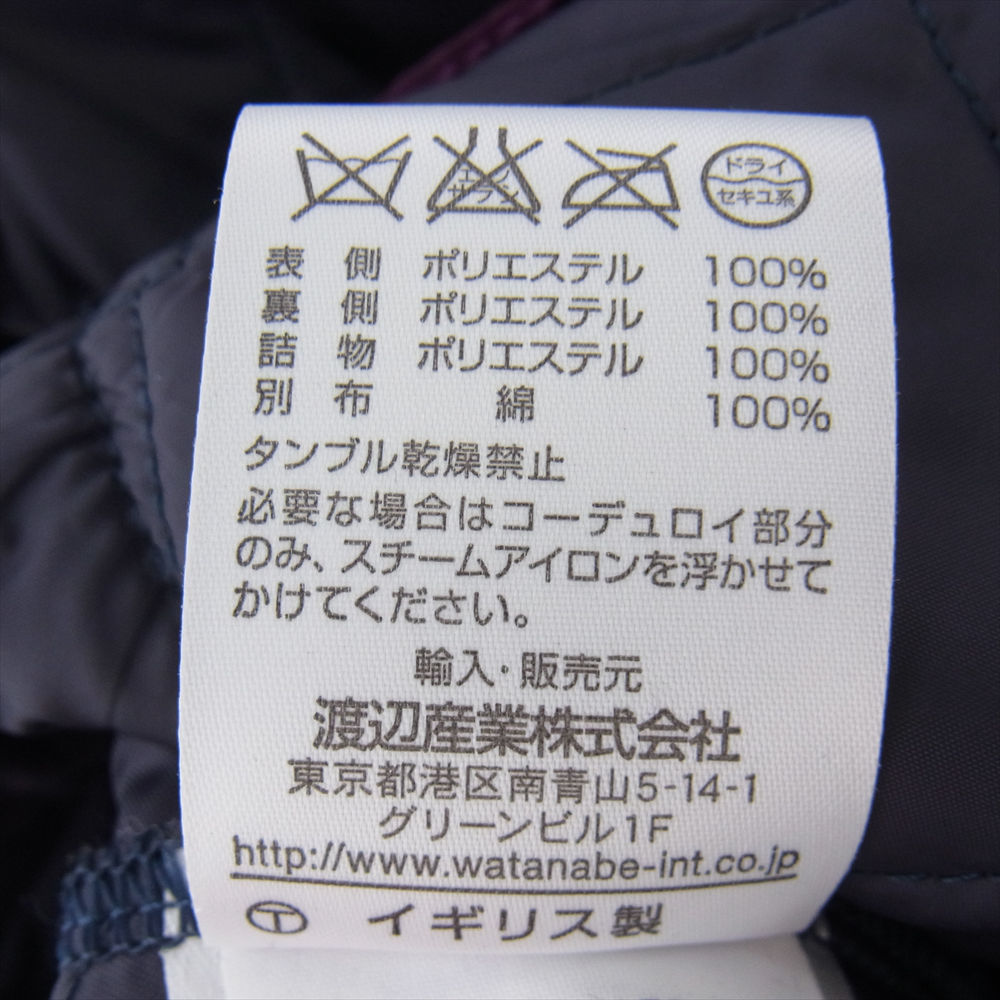 エンソ
サラシ
ドライ
セキユ系
表側 ポリエステル 100%
裏側 ポリエステル 100%
詰物 ポリエステル 100%
別布 綿 100%
タンブル乾燥禁止
必要な場合はコーデュロイ部分
のみ、スチームアイロンを浮かせて
かけてください。
輸入・販売元
渡辺産業株式会社
東京都港区南青山5-14-1
グリーンビル1F
http://www.watanabe-int.co.jp
Ⓣ イギリス製